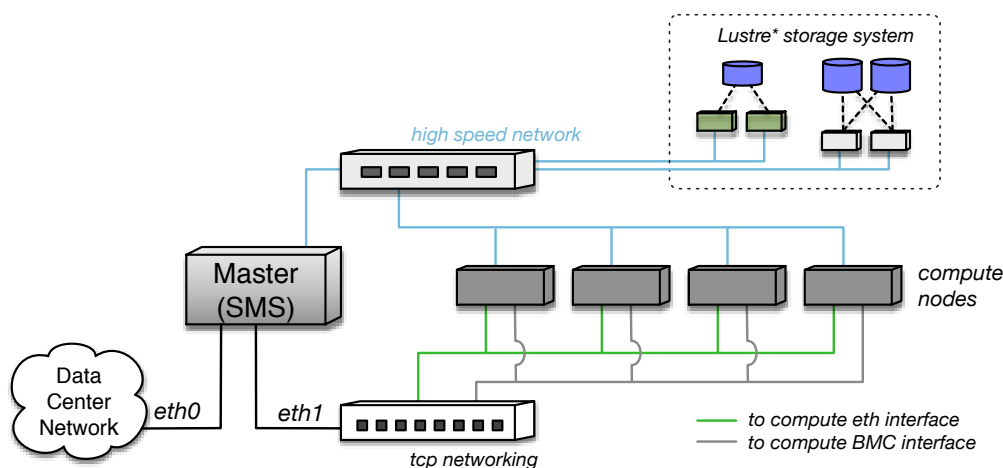 Lustre* storage system
high speed network
Master
(SMS)
compute
nodes
Data
Center
Network
eth0
eth1
to compute eth interface
to compute BMC interface
tcp networking